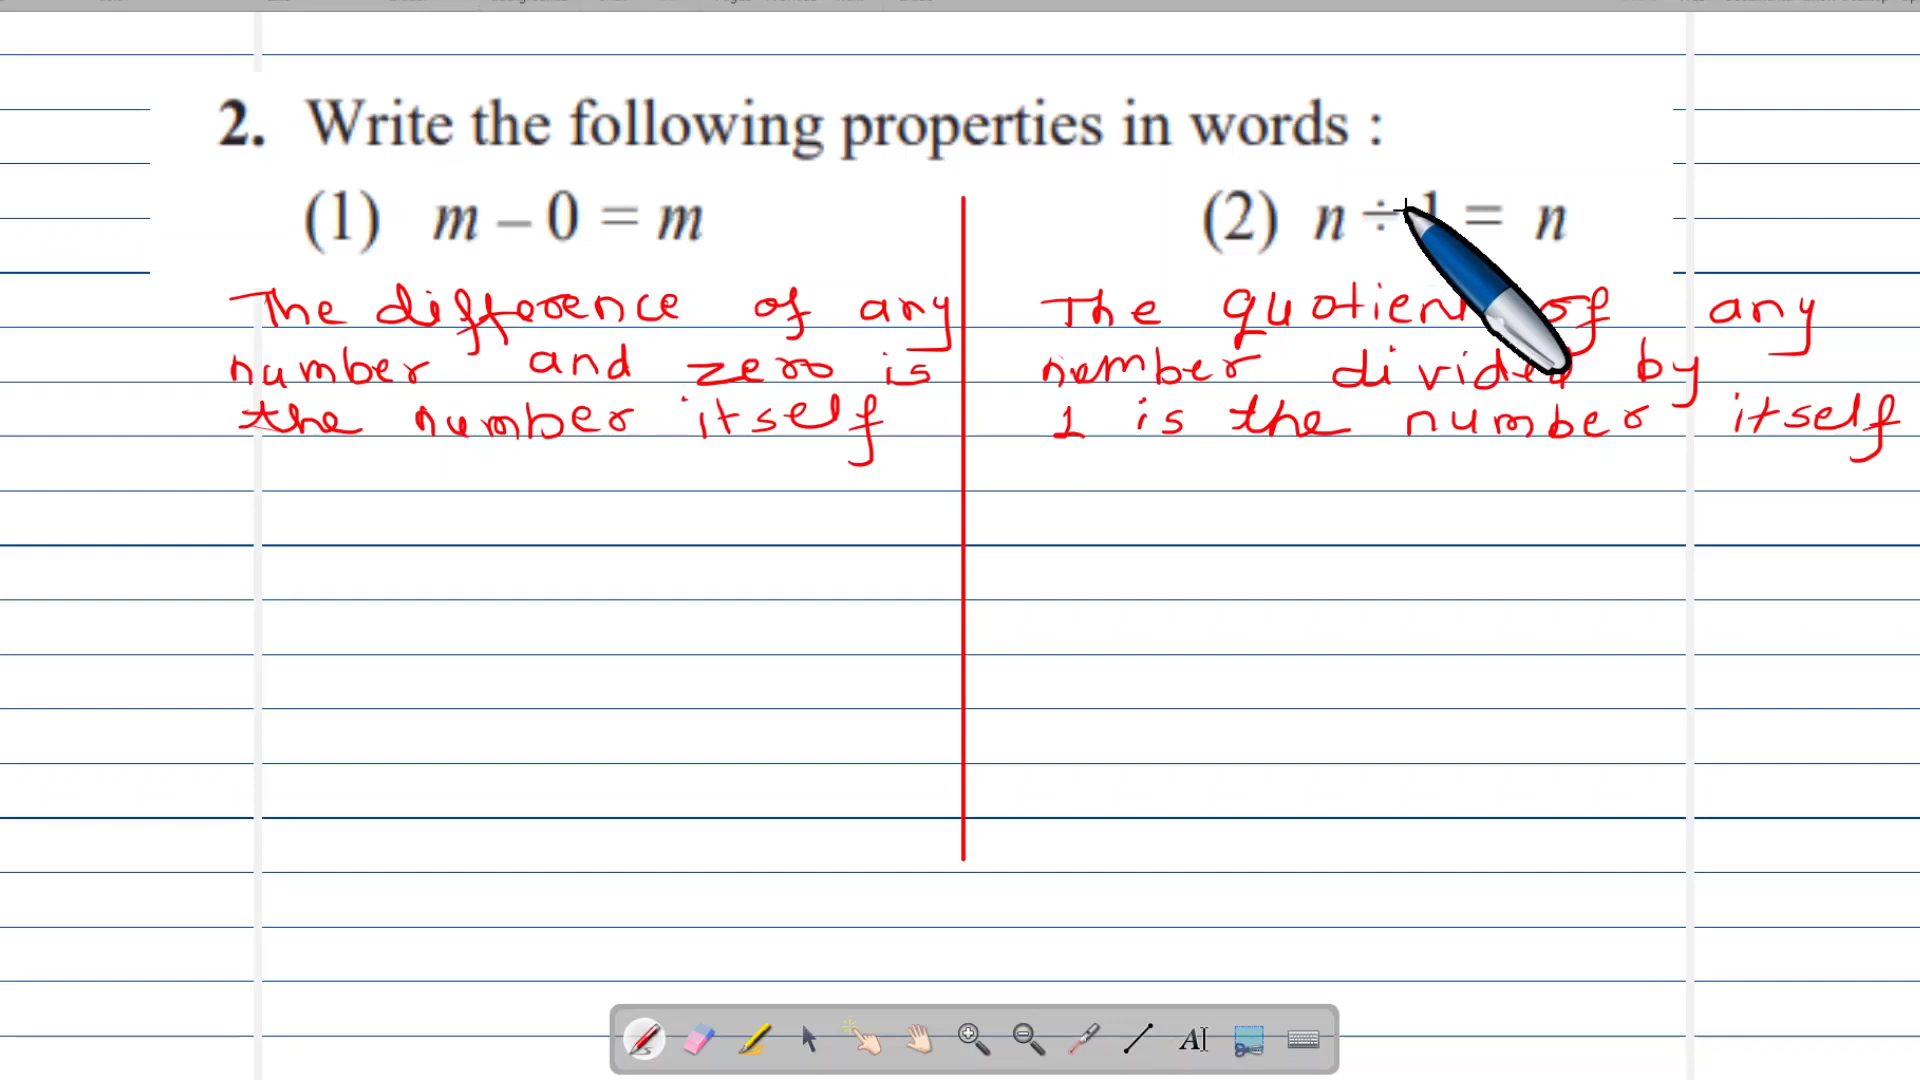 2. Write the following properties in words :
(1) m – 0 = m
(2) n ÷ 1 = n
The difference of any
number and zero is
the number itself
The quotient of any
number divided by
1 is the number itself